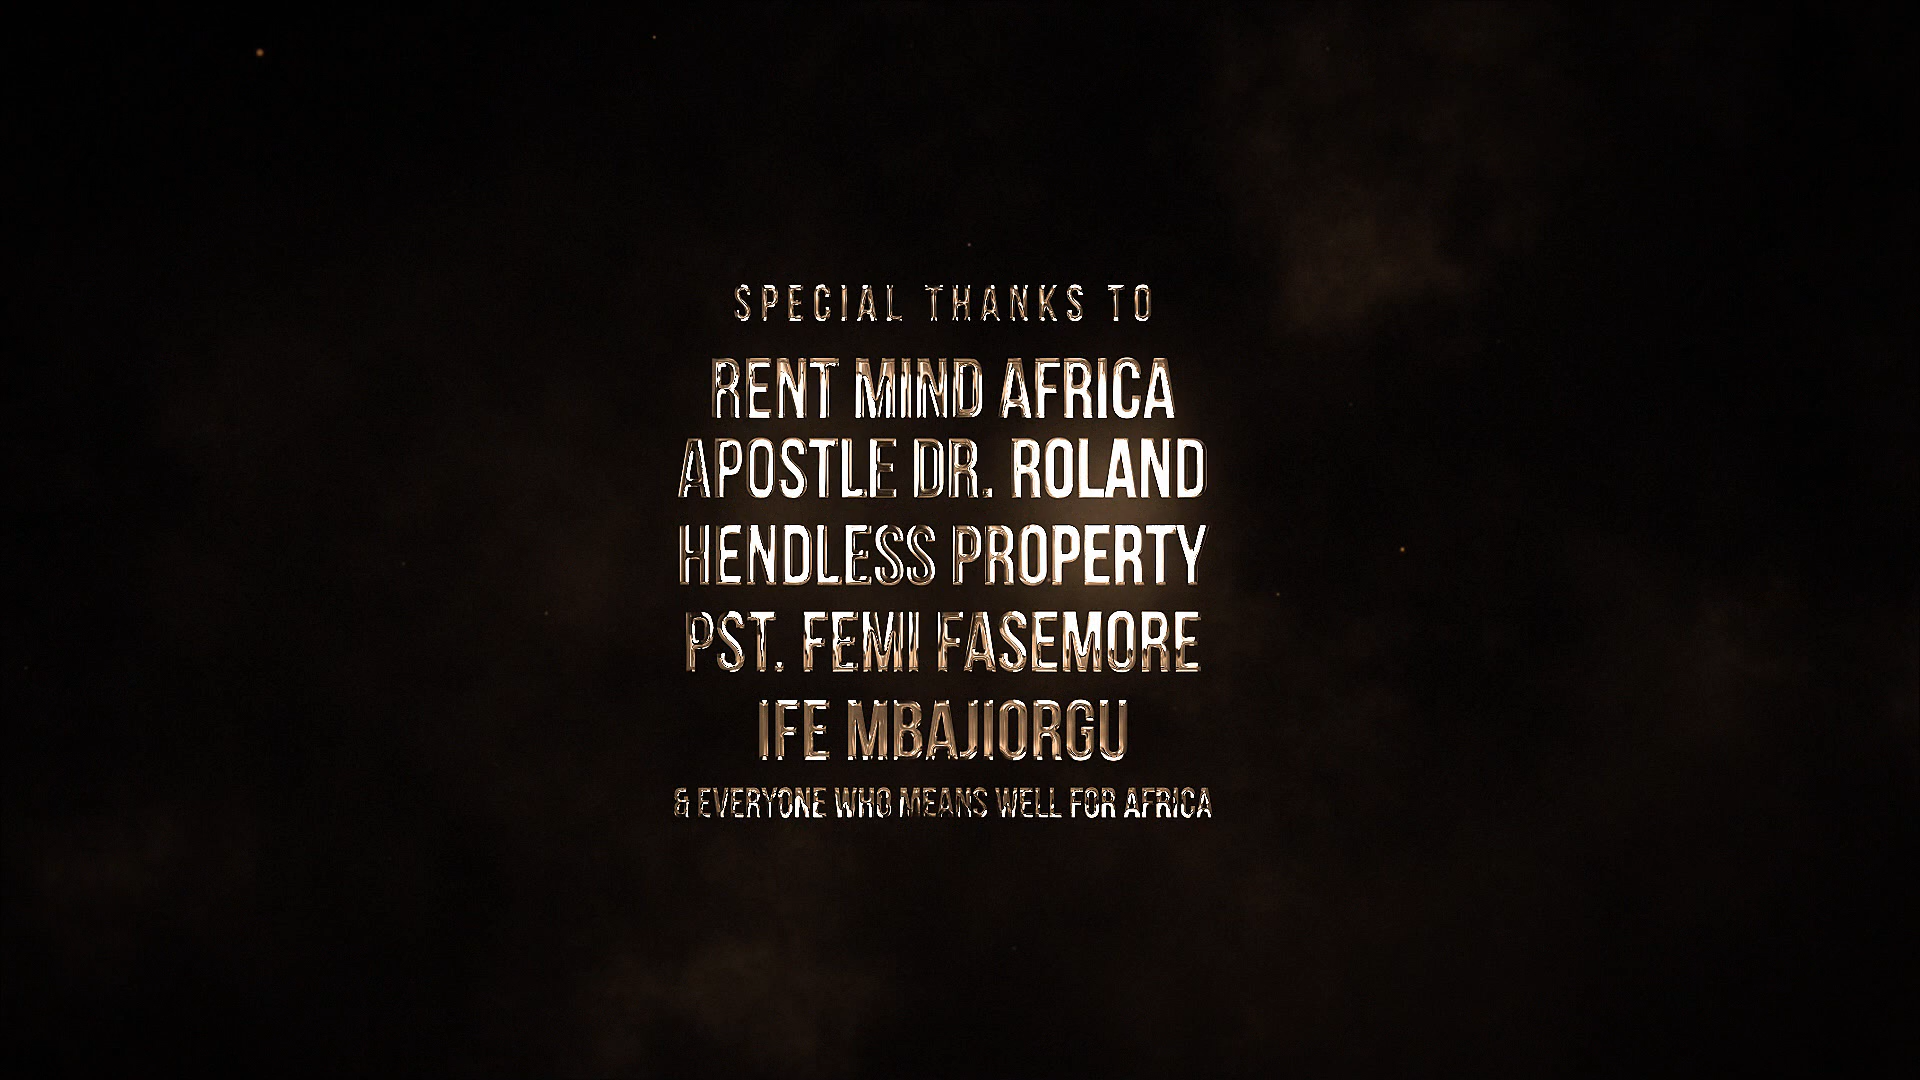 SPECIAL THANKS TO
RENT MIND AFRICA
APOSTLE DR. ROLAND
HENDLESS PROPERTY
PST. FEMI FASEMORE
IFE MBAJIORGU
& EVERYONE WHO MEANS WELL FOR AFRICA